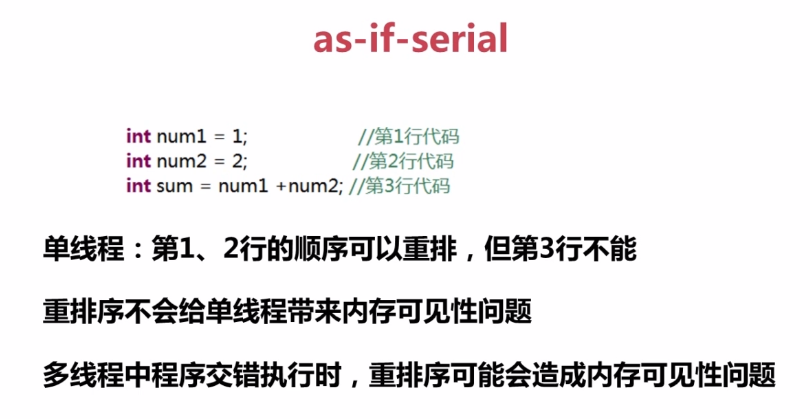 as-if-serial
int num1 = 1; //第1行代码
int num2 = 2; //第2行代码
int sum = num1 +num2; //第3行代码
单线程：第1、2行的顺序可以重排，但第3行不能
重排序不会给单线程带来内存可见性问题
多线程中程序交错执行时，重排序可能会造成内存可见性问题